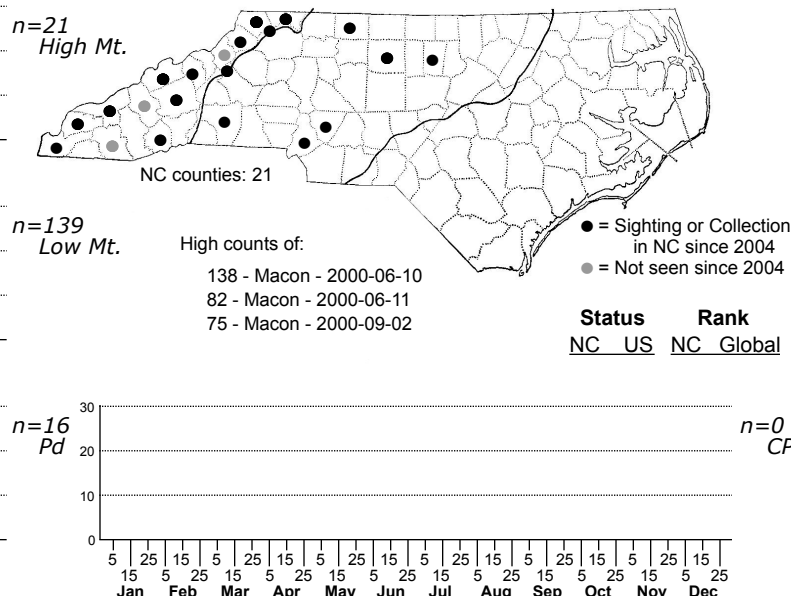 n=21
High Mt.
NC counties: 21
n=139
Low Mt.
High counts of:
138 - Macon - 2000-06-10
82 - Macon - 2000-06-11
75 - Macon - 2000-09-02
= Sighting or Collection
in NC since 2004
= Not seen since 2004
Status Rank
NC US NC Global
n=16
Pd
n=0
CP
30
20
10
0
5 25 15 5 25 15 5 25 15 5 25 15 5 25 15 5 25 15
15 5 25 15 5 25 15 5 25 15 5 25 15 5 25 15 5 25
Jan Feb Mar Apr May Jun Jul Aug Sep Oct Nov Dec